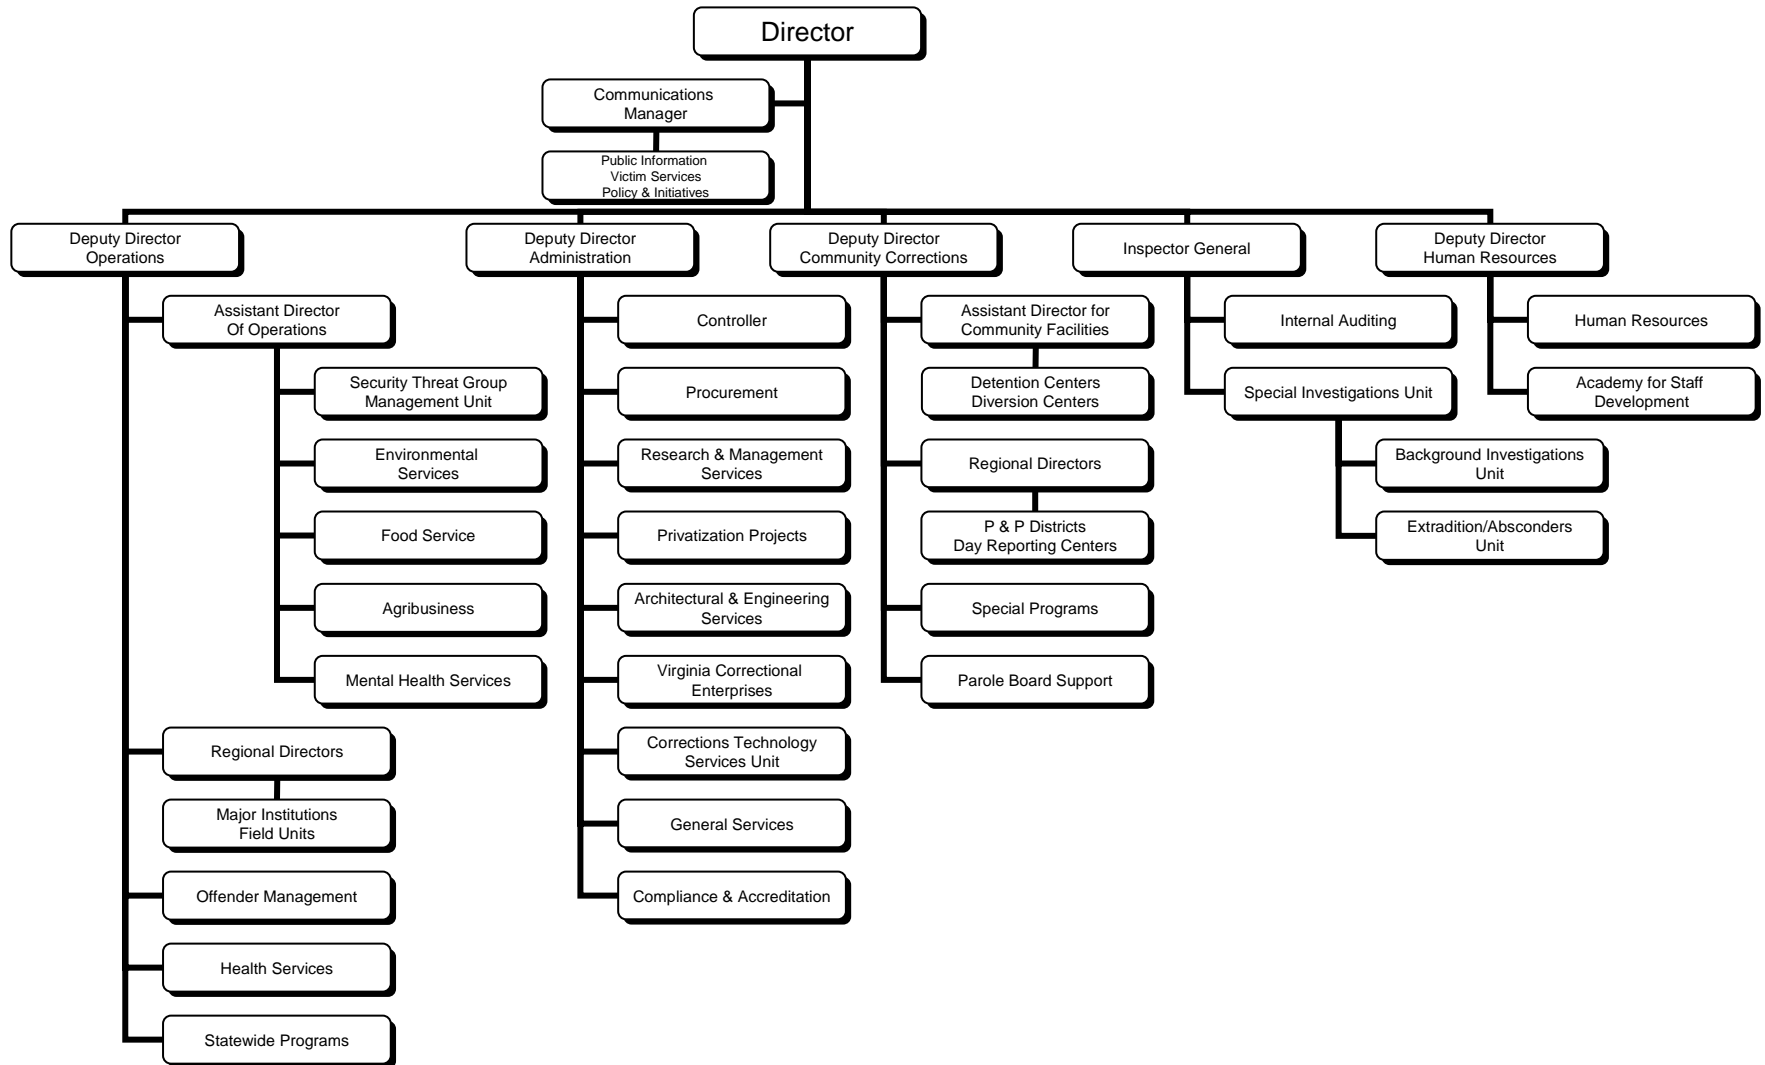 Director
Communications
Manager
Public Information
Victim Services
Policy & Initiatives
Deputy Director
Operations
Assistant Director
Of Operations
Security Threat Group
Management Unit
Environmental
Services
Food Service
Agribusiness
Mental Health Services
Regional Directors
Major Institutions
Field Units
Offender Management
Health Services
Statewide Programs
Deputy Director
Administration
Controller
Procurement
Research & Management
Services
Privatization Projects
Architectural & Engineering
Services
Virginia Correctional
Enterprises
Corrections Technology
Services Unit
General Services
Compliance & Accreditation
Deputy Director
Community Corrections
Assistant Director for
Community Facilities
Detention Centers
Diversion Centers
Regional Directors
P & P Districts
Day Reporting Centers
Special Programs
Parole Board Support
Inspector General
Internal Auditing
Special Investigations Unit
Background Investigations
Unit
Extradition/Absconders
Unit
Deputy Director
Human Resources
Human Resources
Academy for Staff
Development